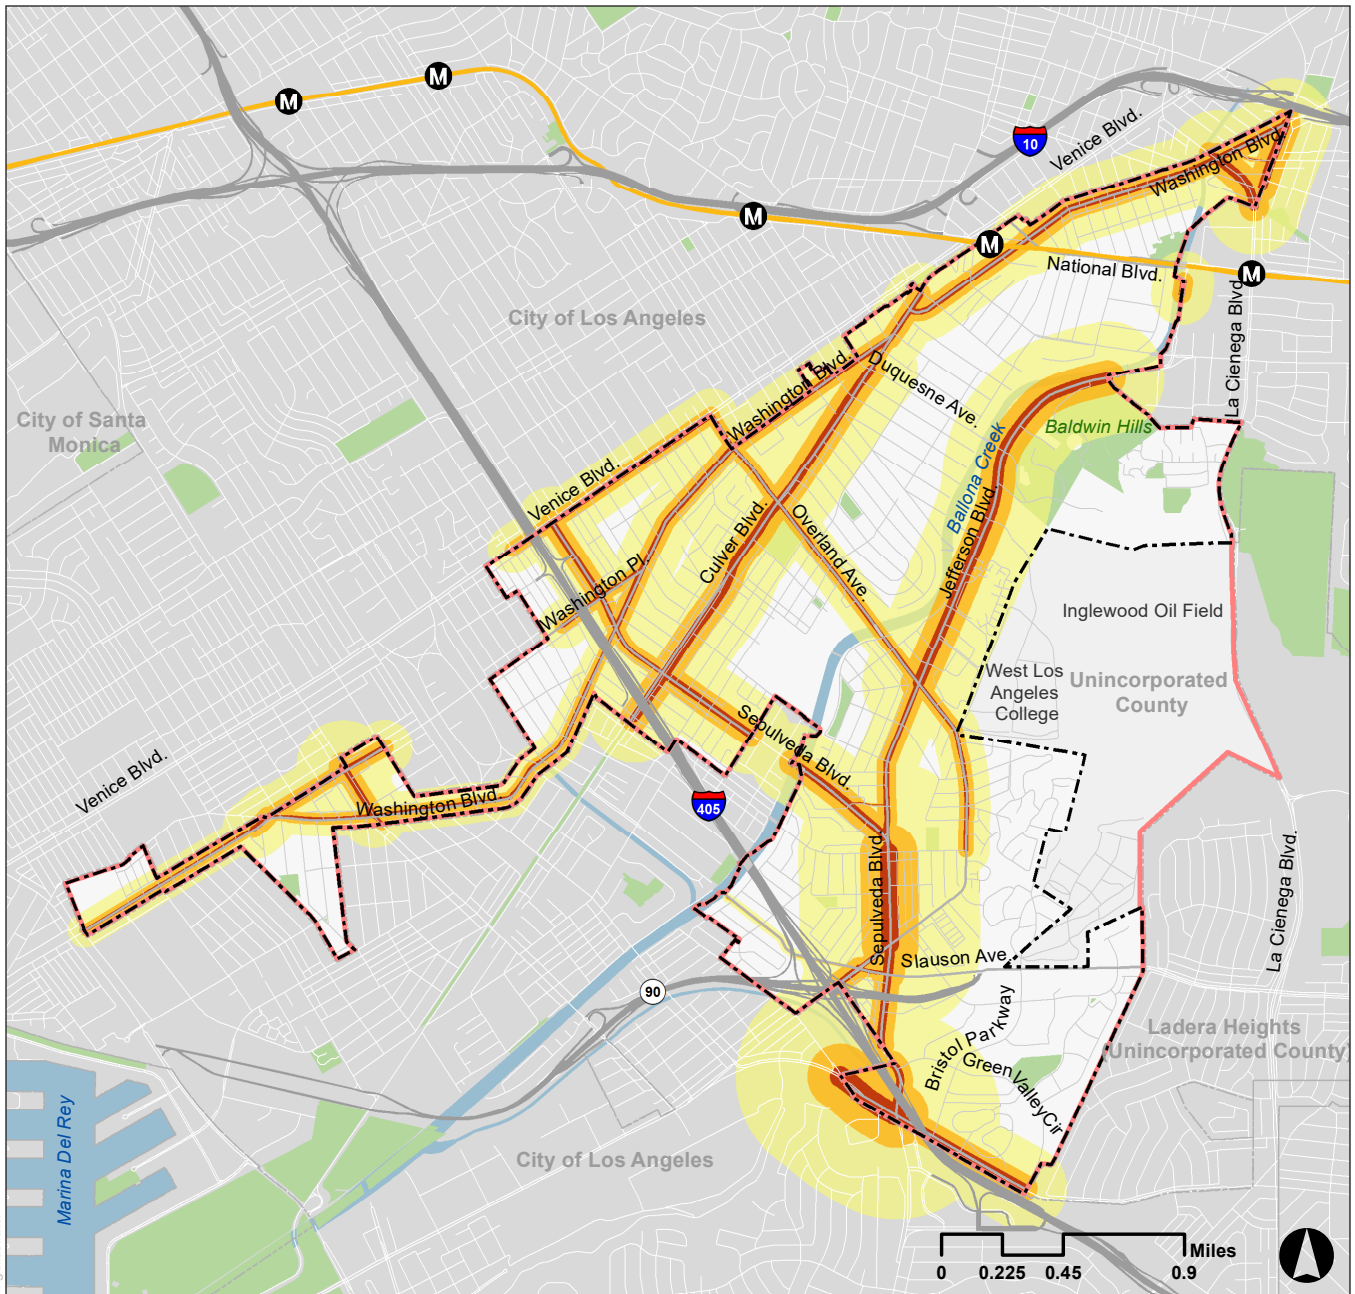 M
M
10
Venice Blvd.
Washington Blvd.
M
M
National Blvd.
M
La Cienega Blvd.
City of Los Angeles
Washington Blvd.
Duquesne Ave.
City of Santa
Monica
Baldwin Hills
Ballona Creek
Venice Blvd.
Culver Blvd.
Overland Ave.
Jefferson Blvd.
Washington Pl.
Inglewood Oil Field
West Los
Angeles
College
Unincorporated
County
Sepulveda Blvd.
Venice Blvd.
Washington Blvd.
405
Sepulveda Blvd.
La Cienega Blvd.
Slauson Ave
90
Bristol Parkway
Green Valley Cir
Ladera Heights
(Unincorporated County)
Marina Del Rey
City of Los Angeles
Miles
0 0.225 0.45 0.9